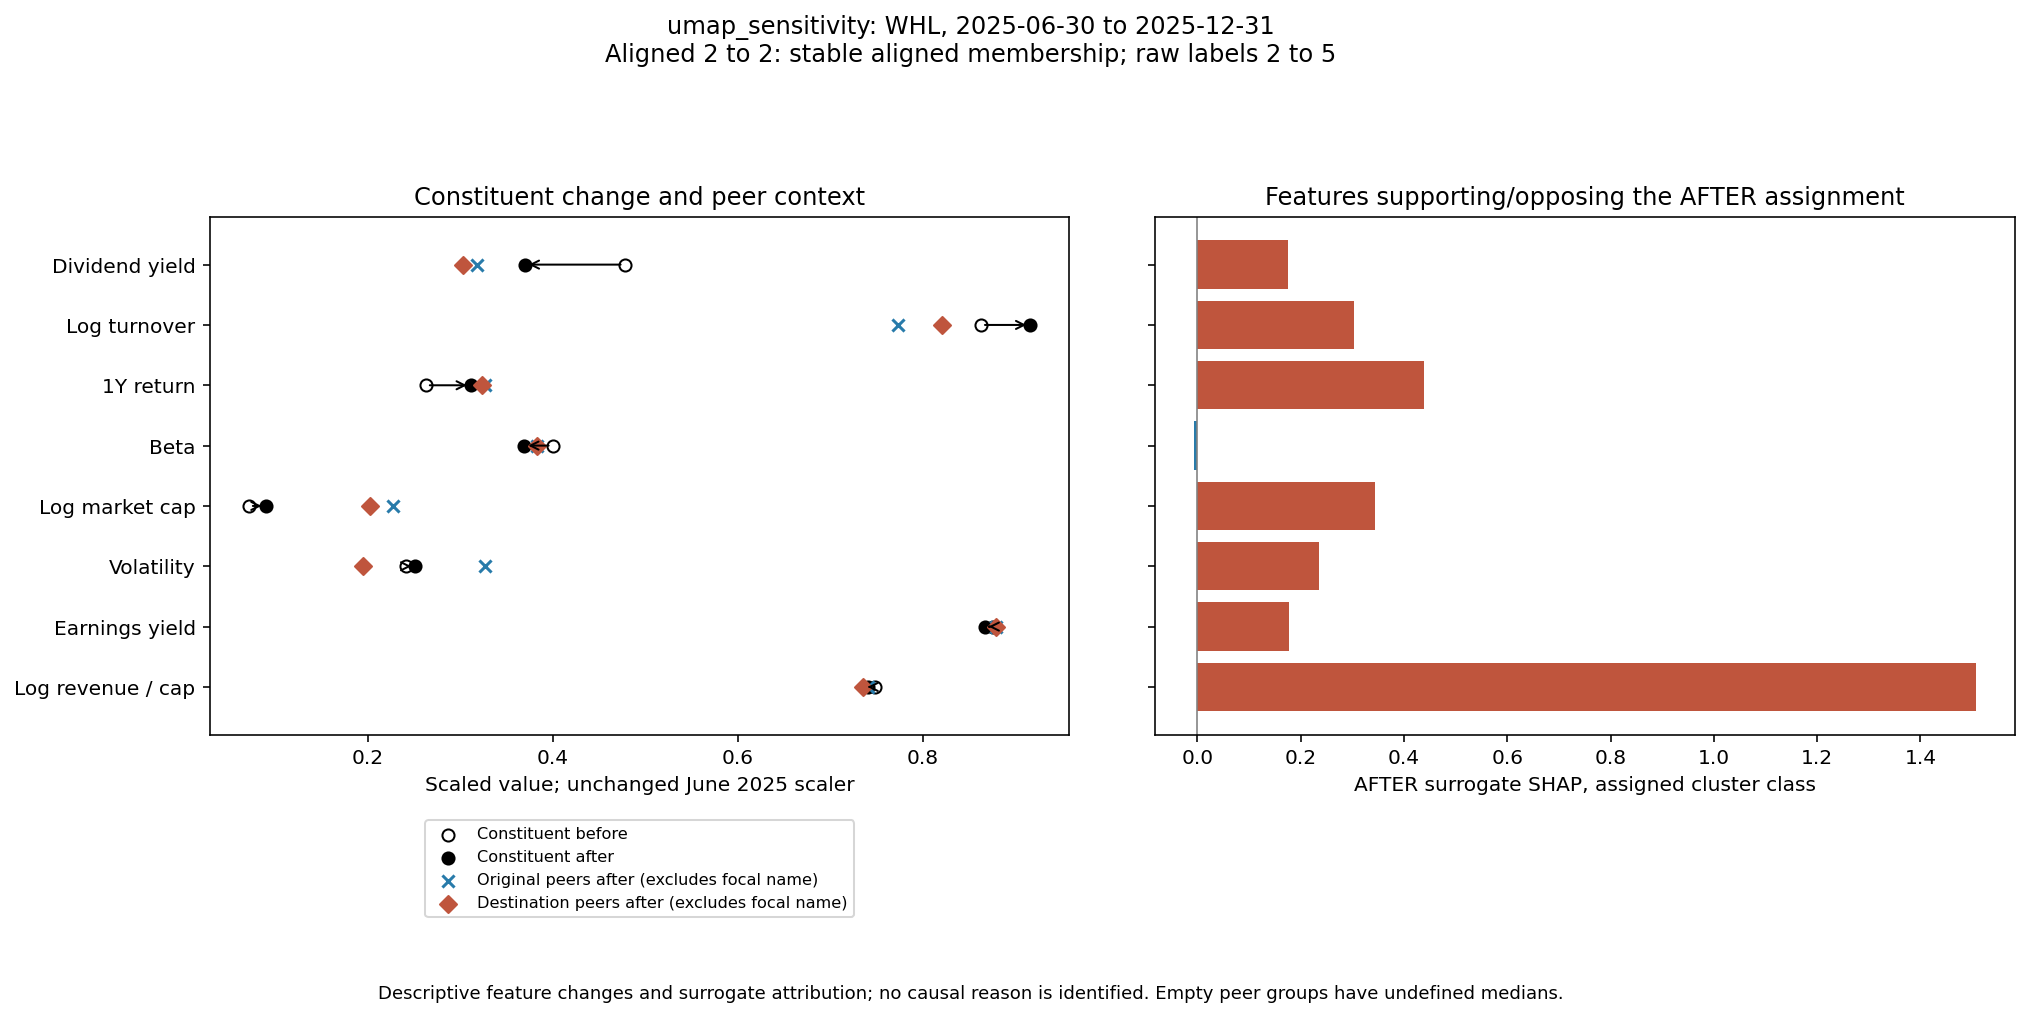 umap_sensitivity: WHL, 2025-06-30 to 2025-12-31
Aligned 2 to 2: stable aligned membership; raw labels 2 to 5
Constituent change and peer context
Dividend yield
Log turnover
1Y return
Beta
Log market cap
Volatility
Earnings yield
Log revenue / cap
0.2
0.4
0.6
0.8
Scaled value; unchanged June 2025 scaler
Constituent before
Constituent after
Original peers after (excludes focal name)
Destination peers after (excludes focal name)
Features supporting/opposing the AFTER assignment
0.0
0.2
0.4
0.6
0.8
1.0
1.2
1.4
AFTER surrogate SHAP, assigned cluster class
Descriptive feature changes and surrogate attribution; no causal reason is identified. Empty peer groups have undefined medians.